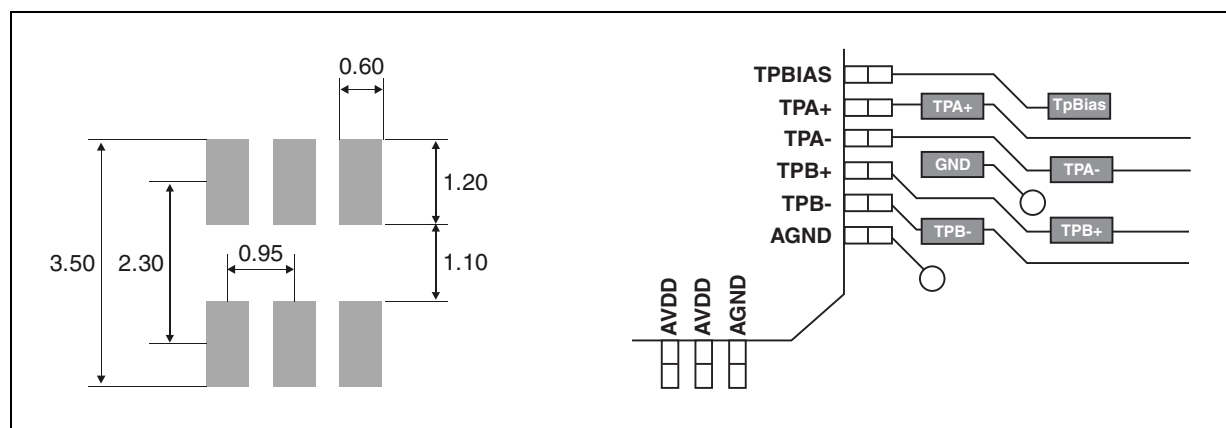 0.60
1.20
3.50
2.30
0.95
1.10
TPBIAS
TPA+
TPA-
TPB+
TPB-
AGND
TPA+
TpBias
GND
TPA-
TPB-
TPB+
AVDD
AVDD
AGND